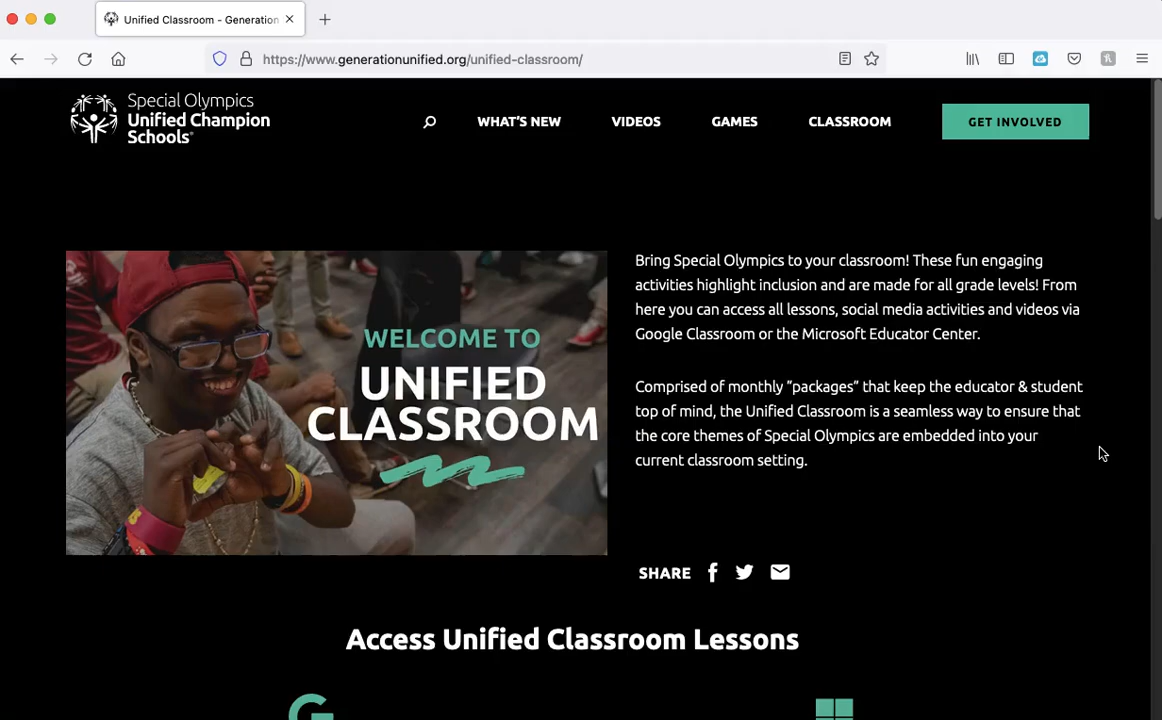 Unified Classroom - Generation
https://www.generationunified.org/unified-classroom/
Special Olympics
Unified Champion
Schools®
WHAT'S NEW
VIDEOS
GAMES
CLASSROOM
GET INVOLVED
WELCOME TO
UNIFIED
CLASSROOM
Bring Special Olympics to your classroom! These fun engaging
activities highlight inclusion and are made for all grade levels! From
here you can access all lessons, social media activities and videos via
Google Classroom or the Microsoft Educator Center.
Comprised of monthly “packages” that keep the educator & student
top of mind, the Unified Classroom is a seamless way to ensure that
the core themes of Special Olympics are embedded into your
current classroom setting.
SHARE
Access Unified Classroom Lessons